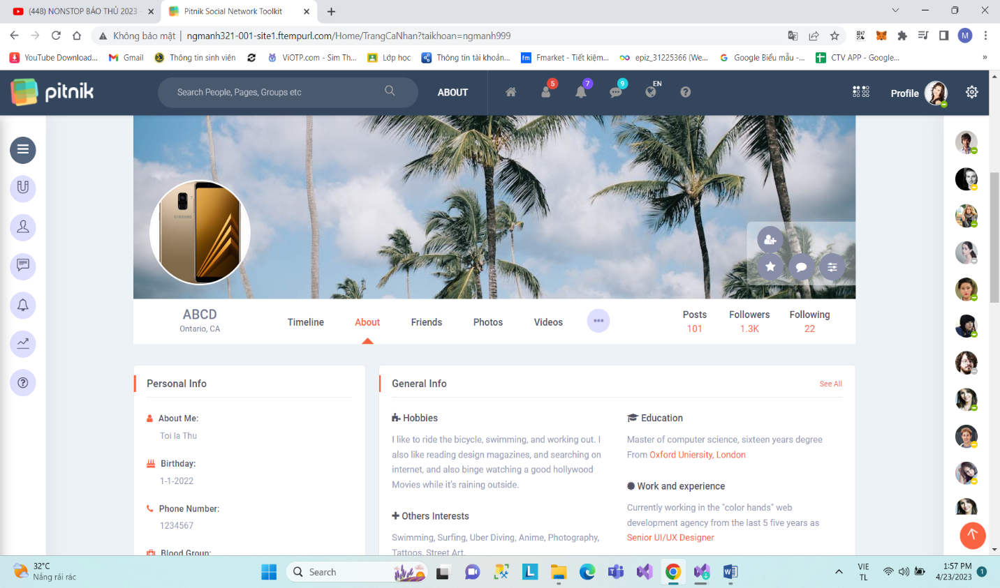 (448) NONSTOP BÁO THỦ 2023
Pitnik Social Network Toolkit
Không bảo mật
ngmanh321-001-site1.ftempurl.com/Home/TrangCaNhan?taikhoan=ngmanh999
M
YouTube Download...
Gmail
Thông tin sinh viên
ViOTP.com - Sim Th...
Lớp học
Thông tin tài khoản...
fm
Fmarket - Tiết kiệm...
epiz_31225366 (We...
Google Biểu mẫu -...
CTV APP - Google...
»
pitnik
Search People, Pages, Groups etc
ABOUT
5
7
9
EN
Profile
SAMSUNG
ABCD
Ontario, CA
Timeline
About
Friends
Photos
Videos
Posts
101
Followers
1.3K
Following
22
Personal Info
About Me:
Toi la Thu
Birthday:
1-1-2022
Phone Number:
1234567
Blood Group:
General Info
See All
Hobbies
I like to ride the bicycle, swimming, and working out. I
also like reading design magazines, and searching on
internet, and also binge watching a good hollywood
Movies while it's raining outside.
Others Interests
Swimming, Surfing, Uber Diving, Anime, Photography,
Tattoos, Street Art.
Education
Master of computer science, sixteen years degree
From Oxford Uniersity, London
Work and experience
Currently working in the "color hands" web
development agency from the last 5 five years as
Senior UI/UX Designer
32°C
Nắng rải rác
Search
L
VIE
TL
1:57 PM
4/23/2023
1